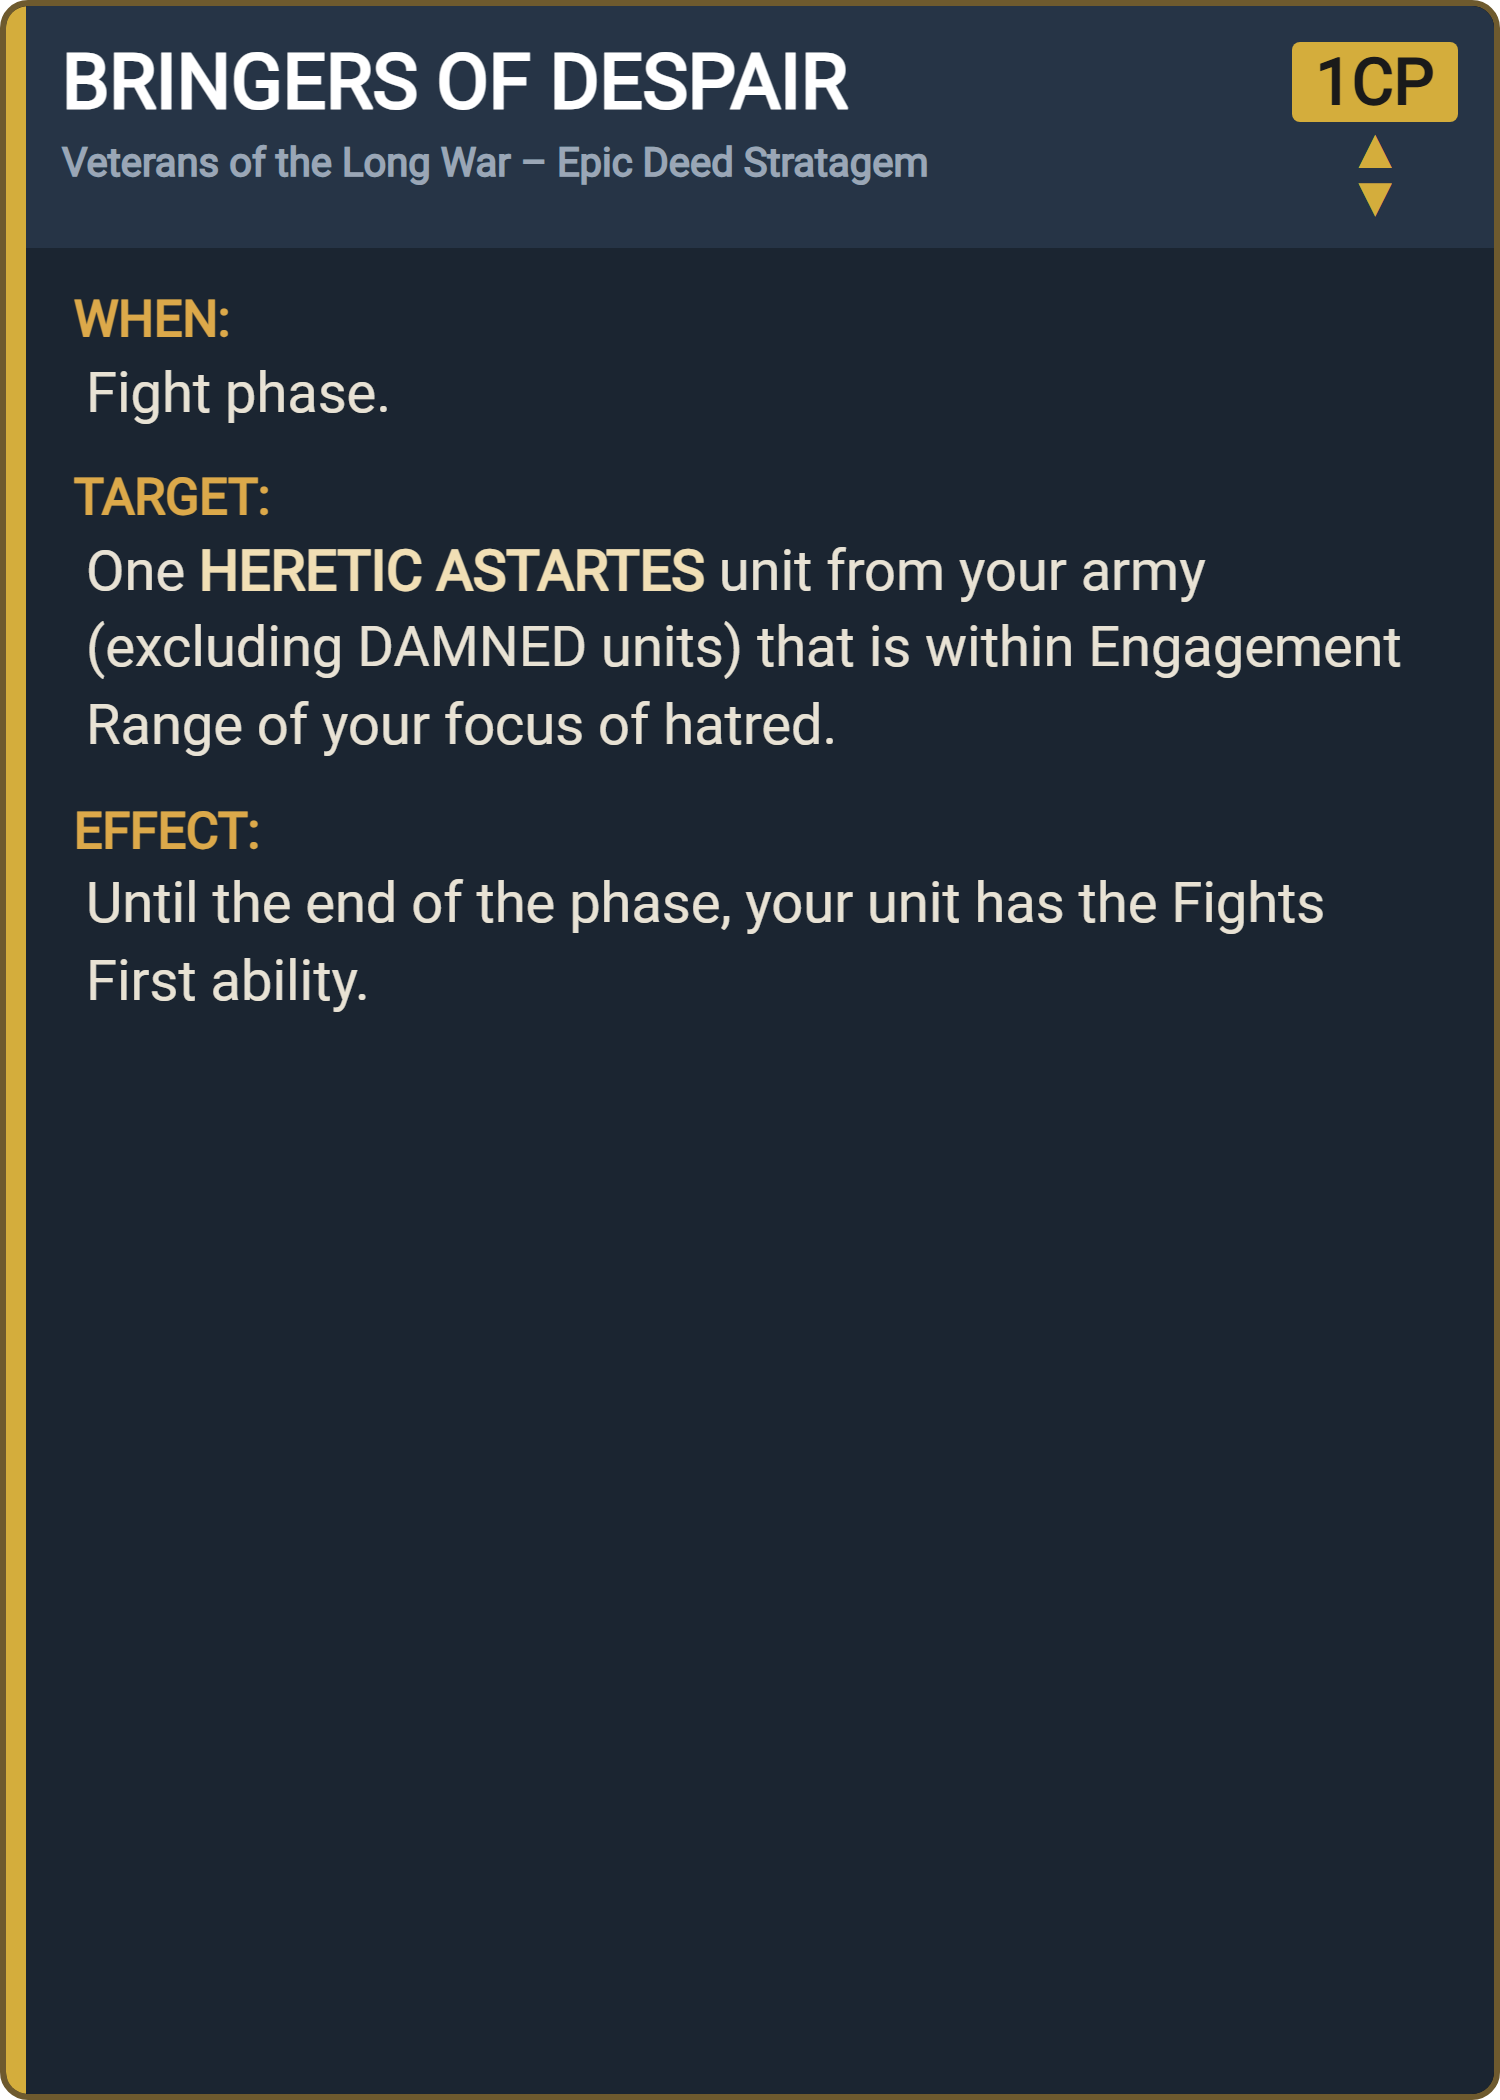 BRINGERS OF DESPAIR
1CP
Veterans of the Long War – Epic Deed Stratagem
▲
▼
WHEN:
Fight phase.
TARGET:
One HERETIC ASTARTES unit from your army
(excluding DAMNED units) that is within Engagement
Range of your focus of hatred.
EFFECT:
Until the end of the phase, your unit has the Fights
First ability.